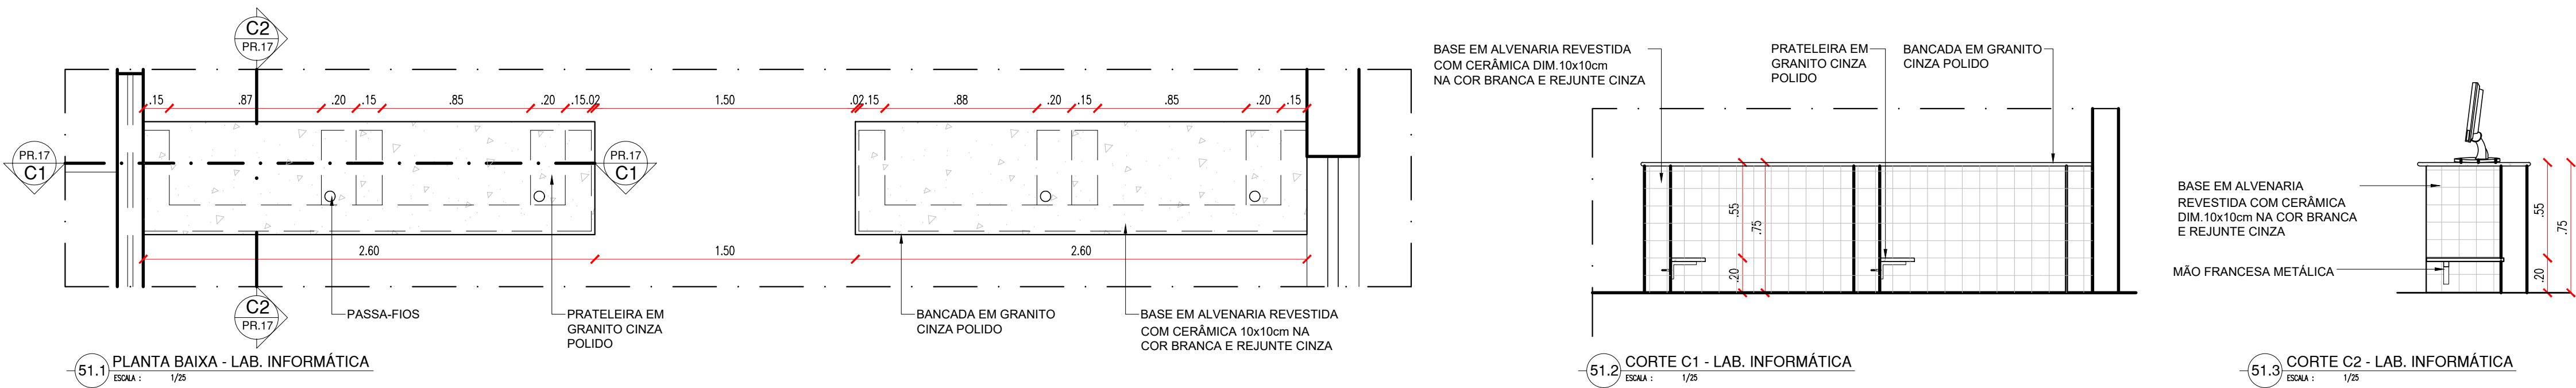 C2
PR.17
.15 .87 .20 .15 .85 .20 .15 .02 1.50 .02 .15 .88 .20 .15 .85 .20 .15
PR.17
C1
PR.17
C1
2.60 1.50 2.60
C2
PR.17
PASSA-FIOS
PRATELEIRA EM
GRANITO CINZA
POLIDO
BANCADA EM GRANITO
CINZA POLIDO
BASE EM ALVENARIA REVESTIDA
COM CERÂMICA 10x10cm NA
COR BRANCA E REJUNTE CINZA
51.1 PLANTA BAIXA - LAB. INFORMÁTICA
ESCALA : 1/25
BASE EM ALVENARIA REVESTIDA
COM CERÂMICA DIM.10x10cm
NA COR BRANCA E REJUNTE CINZA
PRATELEIRA EM
GRANITO CINZA
POLIDO
BANCADA EM GRANITO
CINZA POLIDO
.55
.75
.20
51.2 CORTE C1 - LAB. INFORMÁTICA
ESCALA : 1/25
BASE EM ALVENARIA
REVESTIDA COM CERÂMICA
DIM.10x10cm NA COR BRANCA
E REJUNTE CINZA
MÃO FRANCESA METÁLICA
.55
.75
.20
51.3 CORTE C2 - LAB. INFORMÁTICA
ESCALA : 1/25